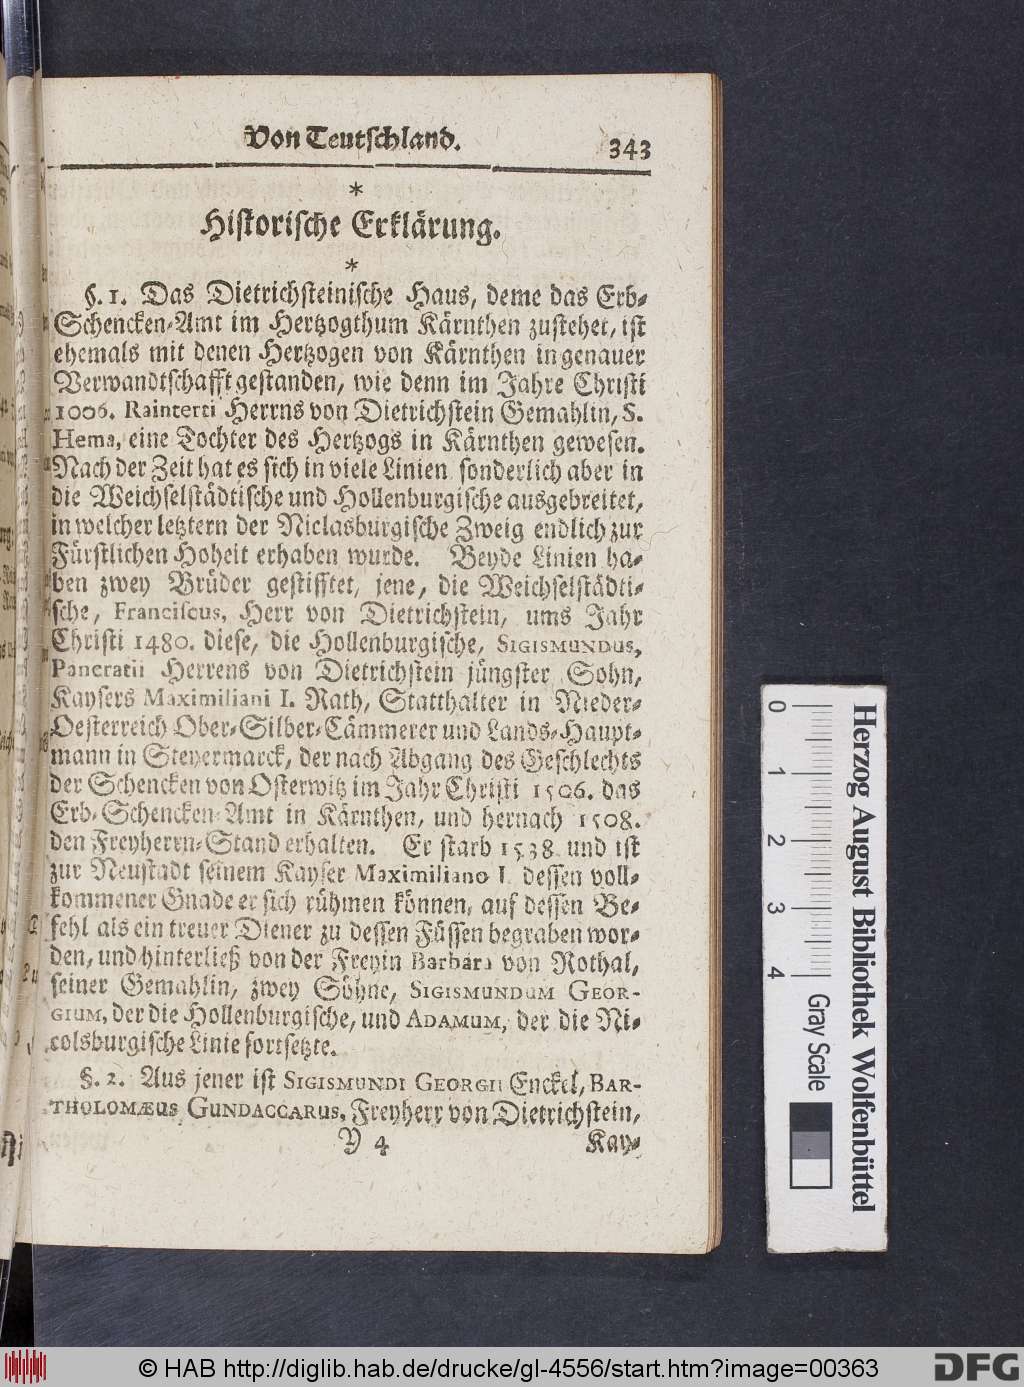 Von Teutschland. 343
*
Historische Erklärung.
*
§. 1. Das Dietrichsteinische Haus, deme das Erb-
Schencken-Amt im Hertzogthum Kärnthen zustehet, ist
ehemals mit denen Hertzogen von Kärnthen in genauer
Verwandtschafft gestanden, wie denn im Jahre Christi
1006. Rainterti Herrns von Dietrichstein Gemahlin, S.
Hema, eine Tochter des Hertzogs in Kärnthen gewesen.
Nach der Zeit hat es sich in viele Linien sonderlich aber in
die Weichselstädtische und Hollenburgische ausgebreitet,
in welcher letztern der Niclasburgische Zweig endlich zur
Fürstlichen Hoheit erhaben wurde. Beyde Linien ha-
ben zwey Brüder gestifftet, jene, die Weichselstädti-
sche, Franciscus, Herr von Dietrichstein, ums Jahr
Christi 1480. diese, die Hollenburgische, SIGISMUNDUS,
Pancratii Herrens von Dietrichstein jüngster Sohn,
Kaysers Maximiliani I. Rath, Statthalter in Nieder-
Oesterreich Ober-Silber-Cämmerer und Lands-Haupt-
mann in Steyermarck, der nach Abgang des Geschlechts
der Schencken von Osterwitz im Jahr Christi 1506. das
Erb-Schencken-Amt in Kärnthen, und hernach 1508.
den Freyherrn-Stand erhalten. Er starb 1538. und ist
zur Neustadt seinem Kayser Maximiliano I. dessen voll-
kommener Gnade er sich rühmen können, auf dessen Be-
fehl als ein treuer Diener zu dessen Füssen begraben wor-
den, und hinterließ von der Freyin Barbara von Rothal,
seiner Gemahlin, zwey Söhne, SIGISMUNDUM GEOR-
GIUM, der die Hollenburgische, und ADAMUM, der die Ni-
colsburgische Linie fortsetzte.
§. 2. Aus jener ist SIGISMUNDI GEORGII Enckel, BAR-
THOLOMÆUS GUNDACCARUS, Freyherr von Dietrichstein,
Y 4 Kay-
0 1 2 3 4
Gray Scale
Herzog August Bibliothek Wolfenbüttel
© HAB http://diglib.hab.de/drucke/gl-4556/start.htm?image=00363
DFG